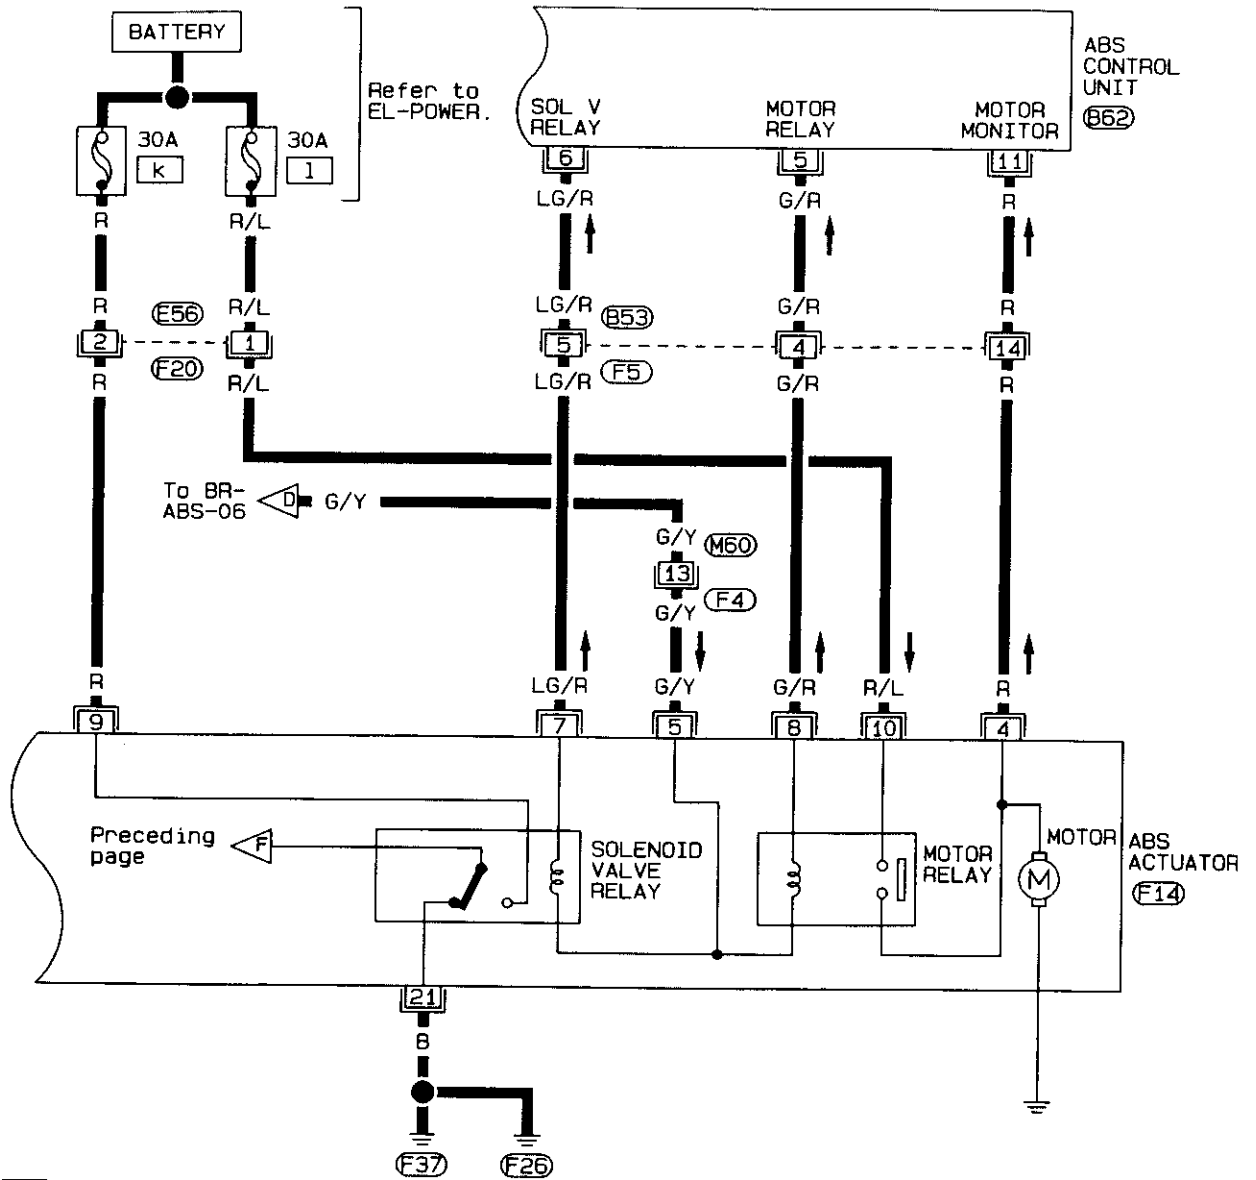 BATTERY
Refer to
EL-POWER.
30A
k
30A
l
ABS
CONTROL
UNIT
B62
SOL V
RELAY
MOTOR
RELAY
MOTOR
MONITOR
6
5
11
R
R/L
LG/R
G/R
R
R
E56
R/L
LG/R
B53
G/R
R
2
1
5
4
14
R
F20
R/L
LG/R
F5
G/R
R
To BR-
ABS-06
D
G/Y
G/Y
M60
13
G/Y
F4
R
LG/R
G/Y
G/R
R/L
R
9
7
5
8
10
4
Preceding
page
F
SOLENOID
VALVE
RELAY
MOTOR
RELAY
MOTOR
M
ABS
ACTUATOR
F14
21
B
F37
F26